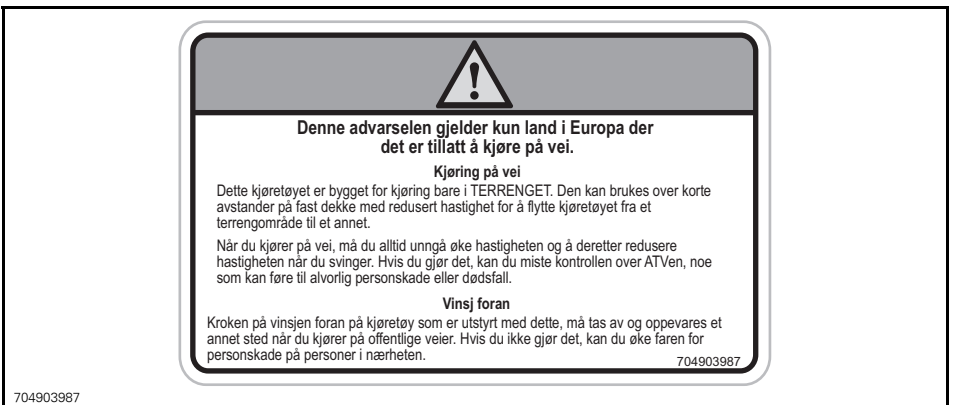 !
Denne advarselen gjelder kun land i Europa der
det er tillatt å kjøre på vei.
Kjøring på vei
Dette kjøretøyet er bygget for kjøring bare i TERRENGET. Den kan brukes over korte
avstander på fast dekke med redusert hastighet for å flytte kjøretøyet fra et
terrengområde til et annet.
Når du kjører på vei, må du alltid unngå øke hastigheten og å deretter redusere
hastigheten når du svinger. Hvis du gjør det, kan du miste kontrollen over ATVen, noe
som kan føre til alvorlig personskade eller dødsfall.
Vinsj foran
Kroken på vinsjen foran på kjøretøy som er utstyrt med dette, må tas av og oppevares et
annet sted når du kjører på offentlige veier. Hvis du ikke gjør det, kan du øke faren for
personskade på personer i nærheten.
704903987
704903987